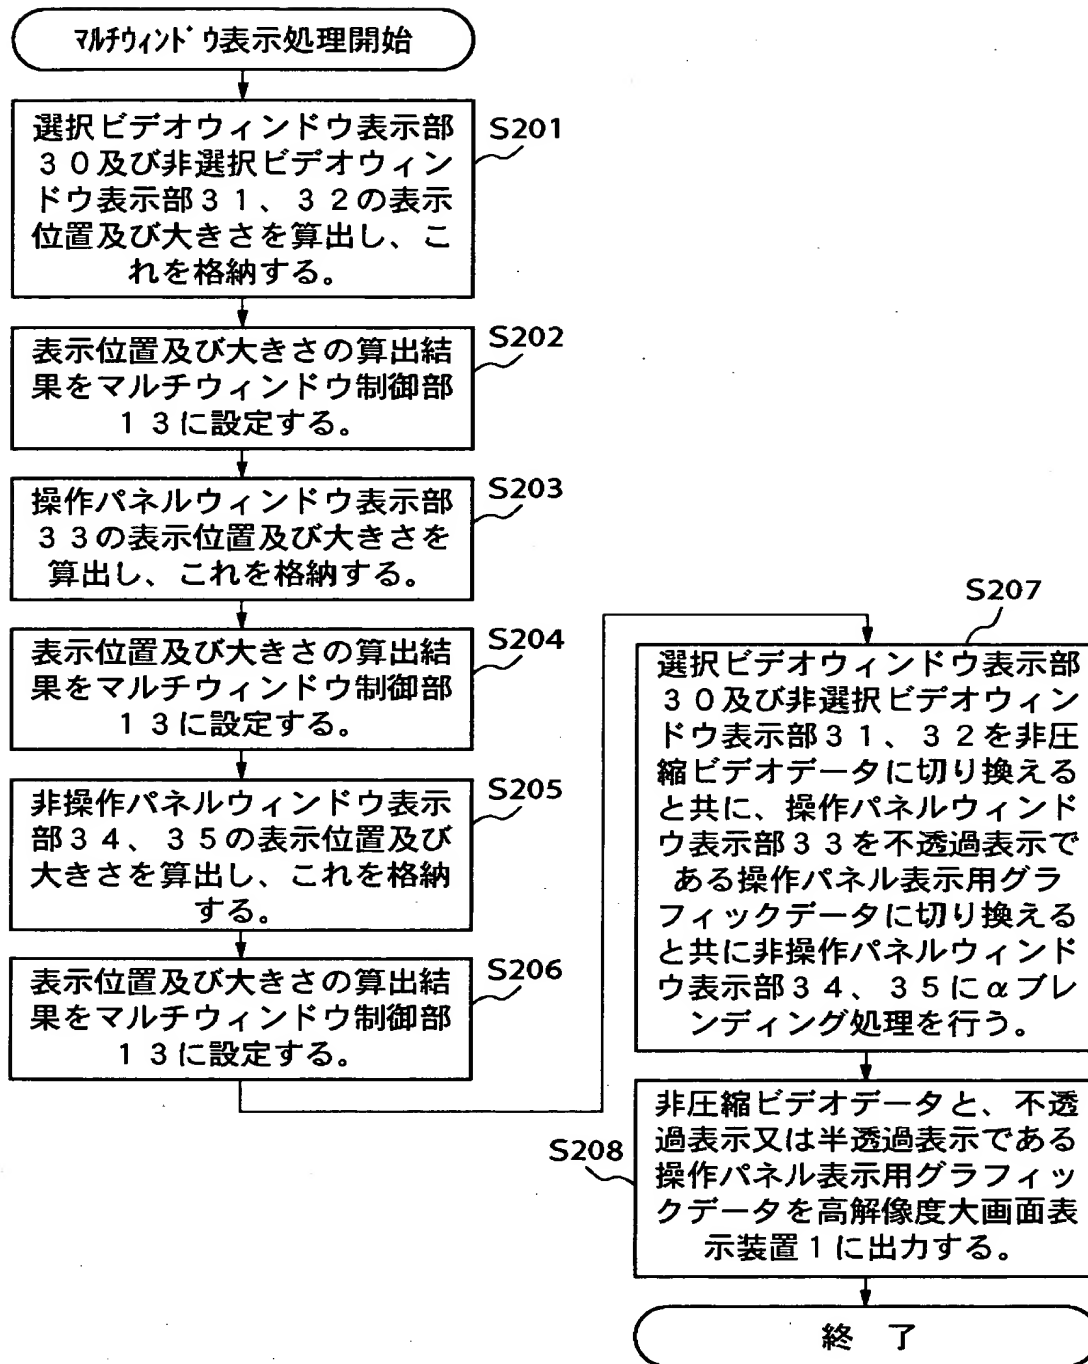 マルチウィンドウ表示処理開始
選択ビデオウィンドウ表示部
30及び非選択ビデオウィン
ドウ表示部31、32の表示
位置及び大きさを算出し、こ
れを格納する。
S201
表示位置及び大きさの算出結
果をマルチウィンドウ制御部
13に設定する。
S202
操作パネルウィンドウ表示部
33の表示位置及び大きさを
算出し、これを格納する。
S203
表示位置及び大きさの算出結
果をマルチウィンドウ制御部
13に設定する。
S204
非操作パネルウィンドウ表示
部34、35の表示位置及び
大きさを算出し、これを格納
する。
S205
表示位置及び大きさの算出結
果をマルチウィンドウ制御部
13に設定する。
S206
S207
選択ビデオウィンドウ表示部
30及び非選択ビデオウィン
ドウ表示部31、32を非圧
縮ビデオデータに切り換える
と共に、操作パネルウィンド
ウ表示部33を不透過表示で
ある操作パネル表示用グラ
フィックデータに切り換える
と共に非操作パネルウィンド
ウ表示部34、35にαブレ
ンディング処理を行う。
S208
非圧縮ビデオデータと、不透
過表示又は半透過表示である
操作パネル表示用グラフィッ
クデータを高解像度大画面表
示装置1に出力する。
終 了